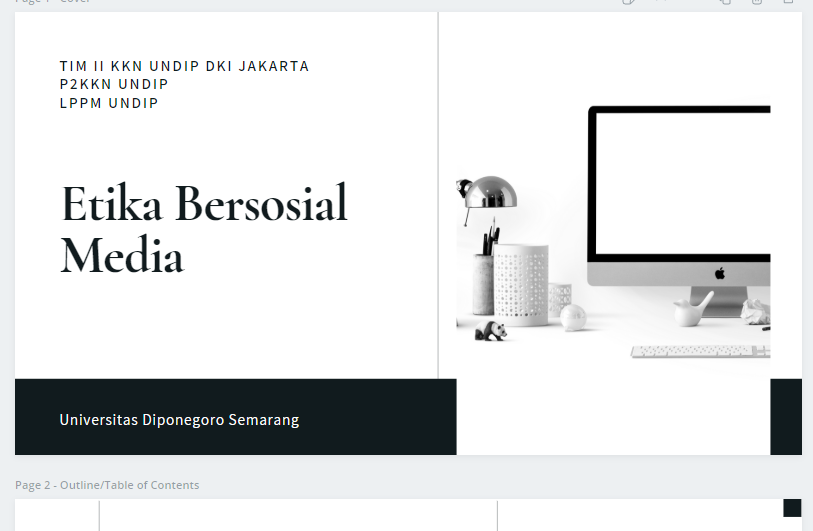 Page 1 - Cover
TIM II KKN UNDIP DKI JAKARTA
P2KKN UNDIP
LPPM UNDIP
Etika Bersosial
Media
Universitas Diponegoro Semarang
Page 2 - Outline/Table of Contents